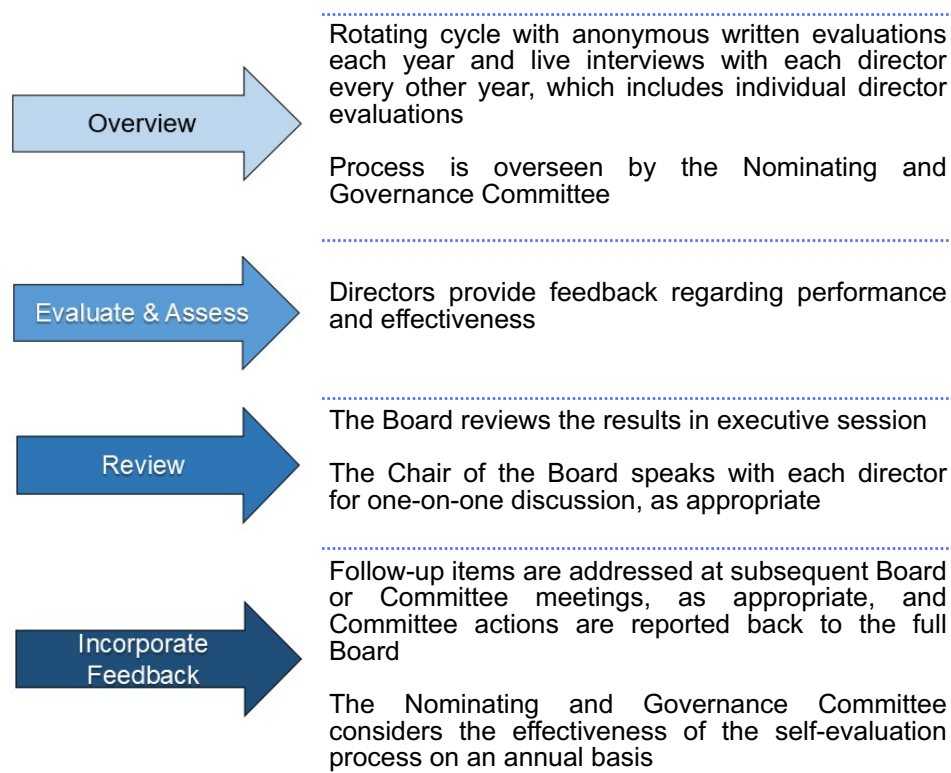 Overview
Rotating cycle with anonymous written evaluations
each year and live interviews with each director
every other year, which includes individual director
evaluations
Process is overseen by the Nominating and
Governance Committee
Evaluate & Assess
Directors provide feedback regarding performance
and effectiveness
Review
The Board reviews the results in executive session
The Chair of the Board speaks with each director
for one-on-one discussion, as appropriate
Incorporate
Feedback
Follow-up items are addressed at subsequent Board
or Committee meetings, as appropriate, and
Committee actions are reported back to the full
Board
The Nominating and Governance Committee
considers the effectiveness of the self-evaluation
process on an annual basis